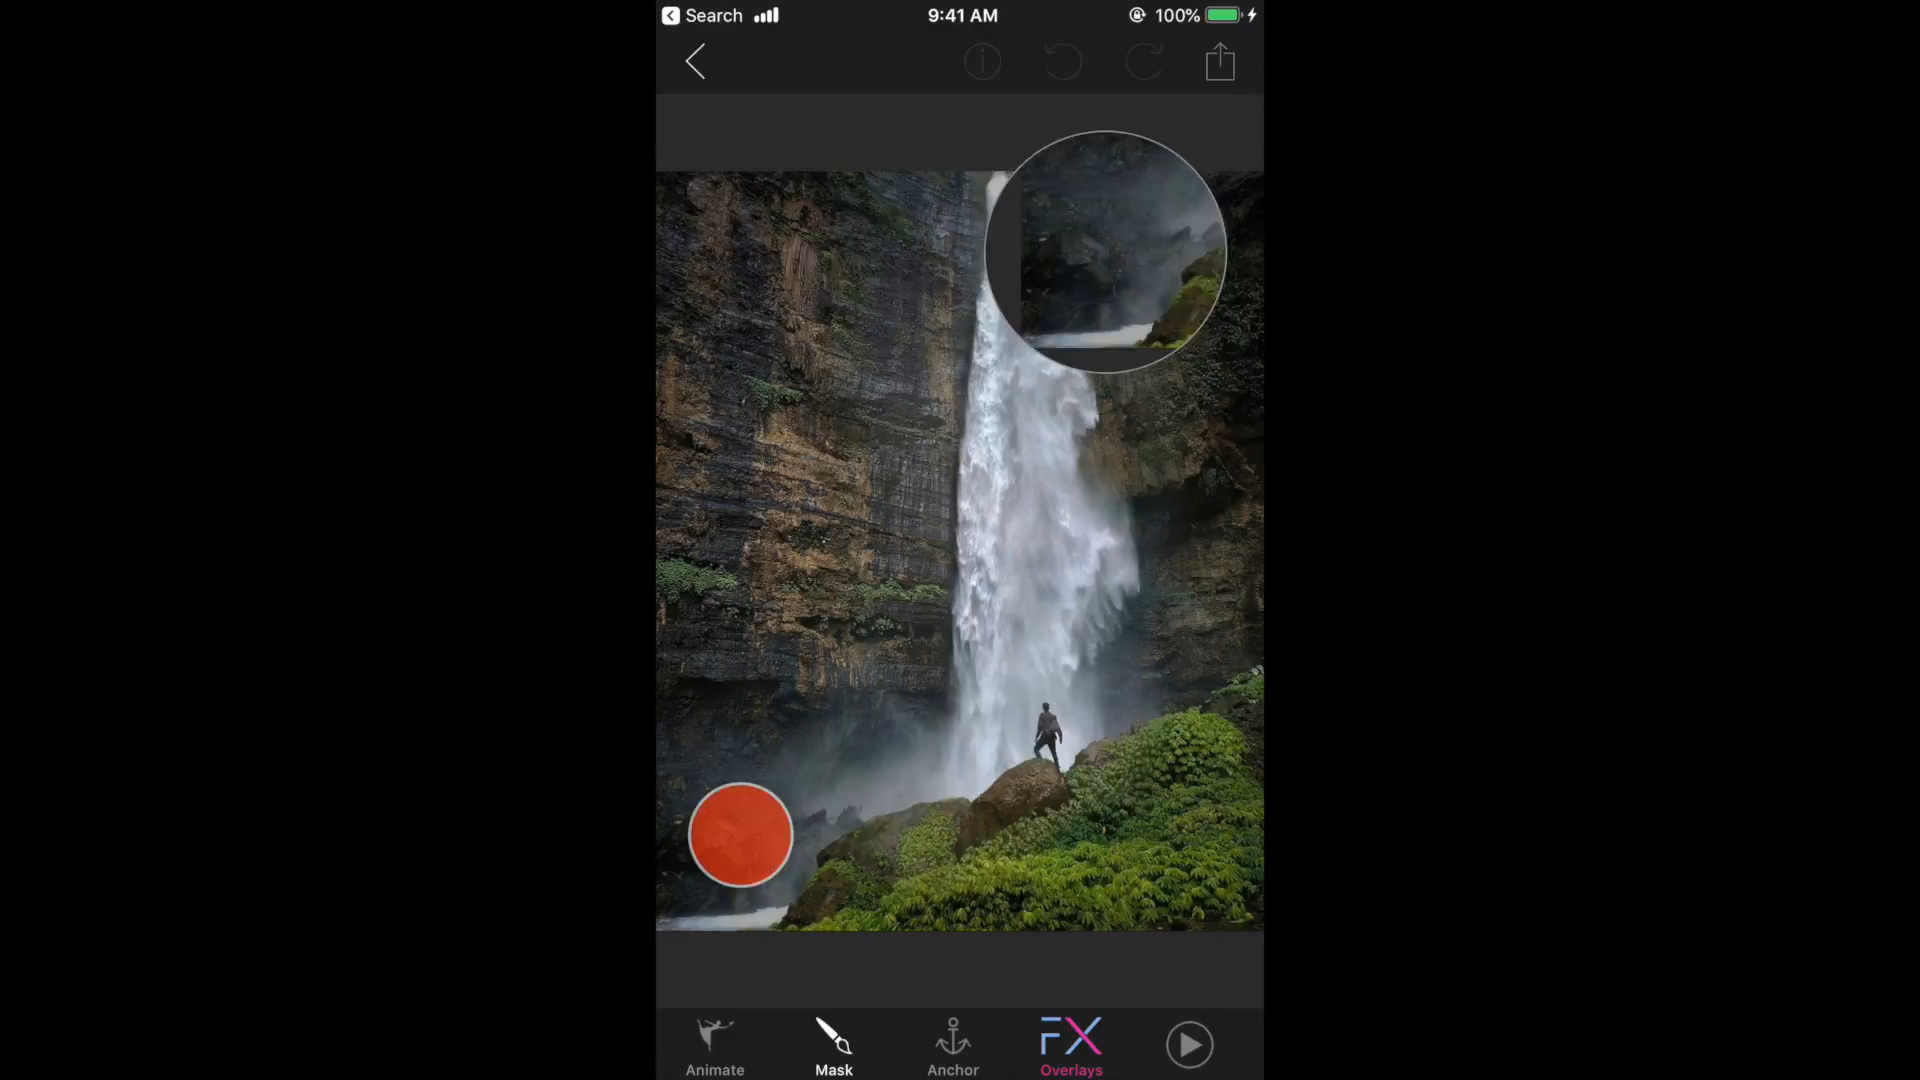 Search
9:41 AM
100%
FX
Animate
Mask
Anchor
Overlays